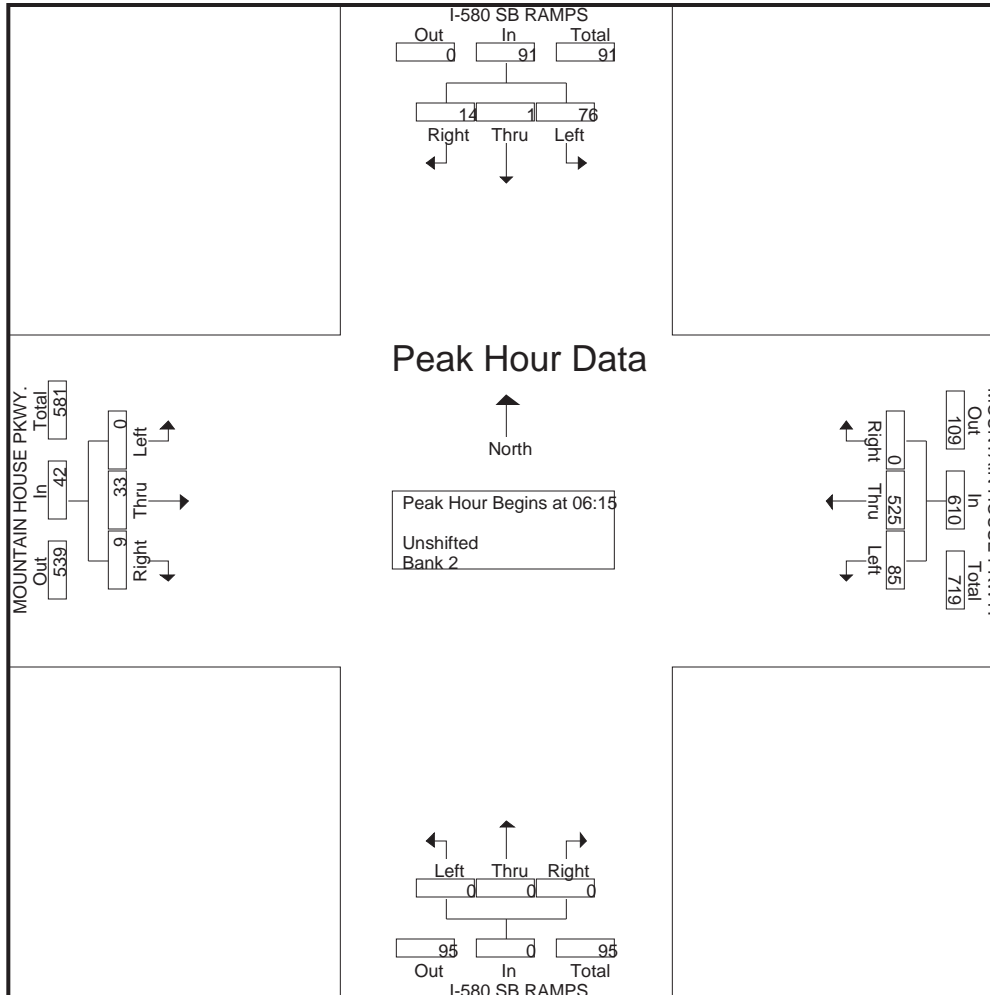 I-580 SB RAMPS
Out In Total
0 91 91
14 1 76
Right Thru Left
Peak Hour Data
North
Peak Hour Begins at 06:15
Unshifted
Bank 2
MOUNTAIN HOUSE PKWY.
Total In Out
581 42 539
0 33 9
Left Thru Right
Right Thru Left
0 525 85
109 610 719
Out In Total
Left Thru Right
0 0 0
95 0 95
Out In Total
I-580 SB RAMPS